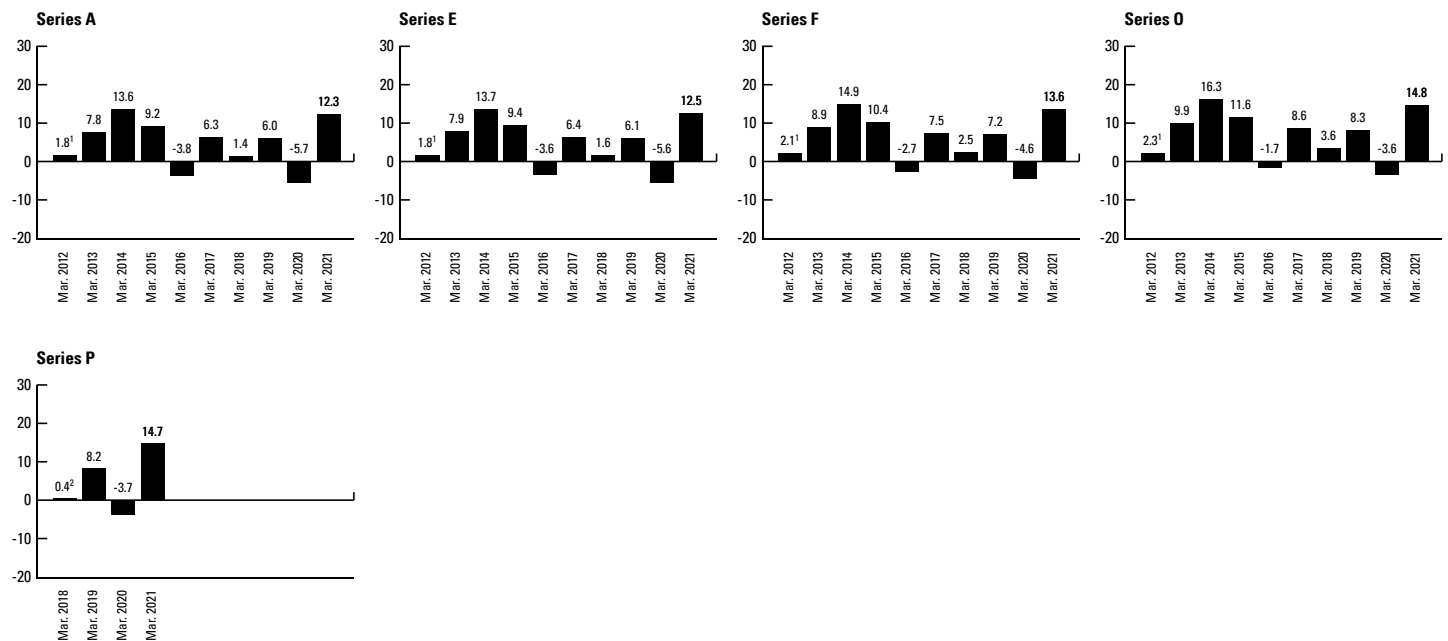 Series A
30
20
10
0
-10
-20
1.8¹
7.8
13.6
9.2
-3.8
6.3
1.4
6.0
-5.7
12.3
Mar. 2012
Mar. 2013
Mar. 2014
Mar. 2015
Mar. 2016
Mar. 2017
Mar. 2018
Mar. 2019
Mar. 2020
Mar. 2021
Series E
30
20
10
0
-10
-20
1.8¹
7.9
13.7
9.4
-3.6
6.4
1.6
6.1
-5.6
12.5
Mar. 2012
Mar. 2013
Mar. 2014
Mar. 2015
Mar. 2016
Mar. 2017
Mar. 2018
Mar. 2019
Mar. 2020
Mar. 2021
Series F
30
20
10
0
-10
-20
2.1¹
8.9
14.9
10.4
-2.7
7.5
2.5
7.2
-4.6
13.6
Mar. 2012
Mar. 2013
Mar. 2014
Mar. 2015
Mar. 2016
Mar. 2017
Mar. 2018
Mar. 2019
Mar. 2020
Mar. 2021
Series O
30
20
10
0
-10
-20
2.3¹
9.9
16.3
11.6
-1.7
8.6
3.6
8.3
-3.6
14.8
Mar. 2012
Mar. 2013
Mar. 2014
Mar. 2015
Mar. 2016
Mar. 2017
Mar. 2018
Mar. 2019
Mar. 2020
Mar. 2021
Series P
30
20
10
0
-10
-20
0.4²
8.2
-3.7
14.7
Mar. 2018
Mar. 2019
Mar. 2020
Mar. 2021